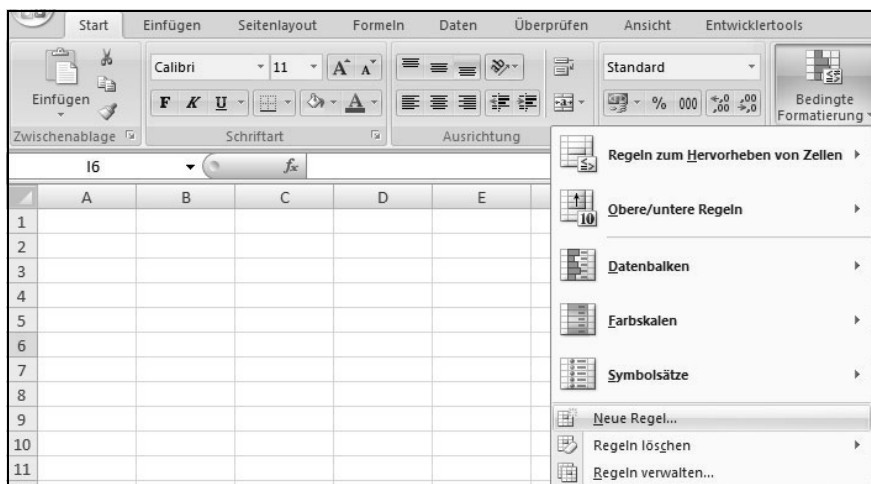 Start Einfügen Seitenlayout Formeln Daten Überprüfen Ansicht Entwicklertools
Calibri 11 A A Standard
Einfügen F K U A % 000 ,00 ,00 Bedingte Formatierung
Zwischenablage Schriftart Ausrichtung
I6 fx
A B C D E
1
2
3
4
5
6
7
8
9
10
11
Regeln zum Hervorheben von Zellen
10 Obere/untere Regeln
Datenbalken
Farbskalen
Symbolsätze
Neue Regel...
Regeln löschen
Regeln verwalten...